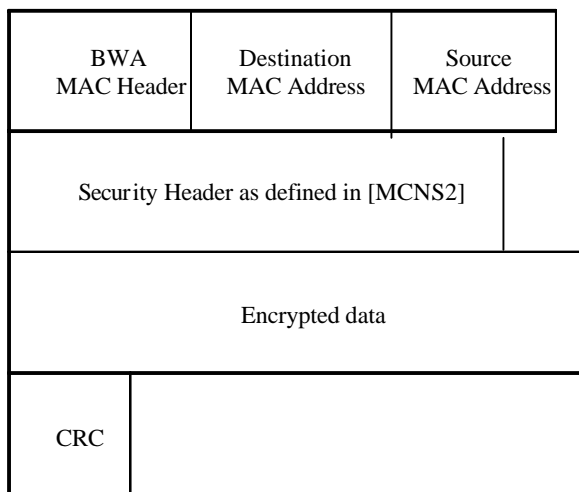 BWA
MAC Header
Destination
MAC Address
Source
MAC Address
Security Header as defined in [MCNS2]
Encrypted data
CRC